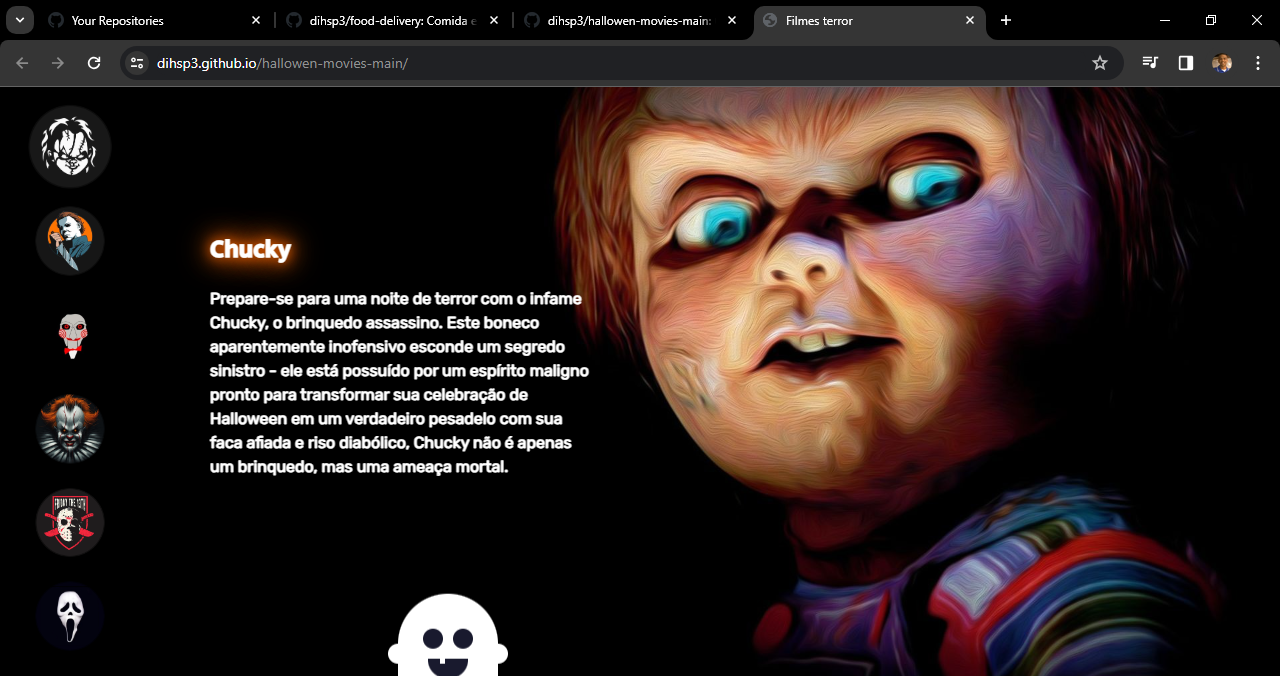 Your Repositories
dihsp3/food-delivery: Comida e
dihsp3/hallowen-movies-main:
Filmes terror
dihsp3.github.io/hallowen-movies-main/
Chucky
Prepare-se para uma noite de terror com o infame
Chucky, o brinquedo assassino. Este boneco
aparentemente inofensivo esconde um segredo
sinistro - ele está possuído por um espírito maligno
pronto para transformar sua celebração de
Halloween em um verdadeiro pesadelo com sua
faca afiada e riso diabólico, Chucky não é apenas
um brinquedo, mas uma ameaça mortal.
FRIDAY THE 13TH